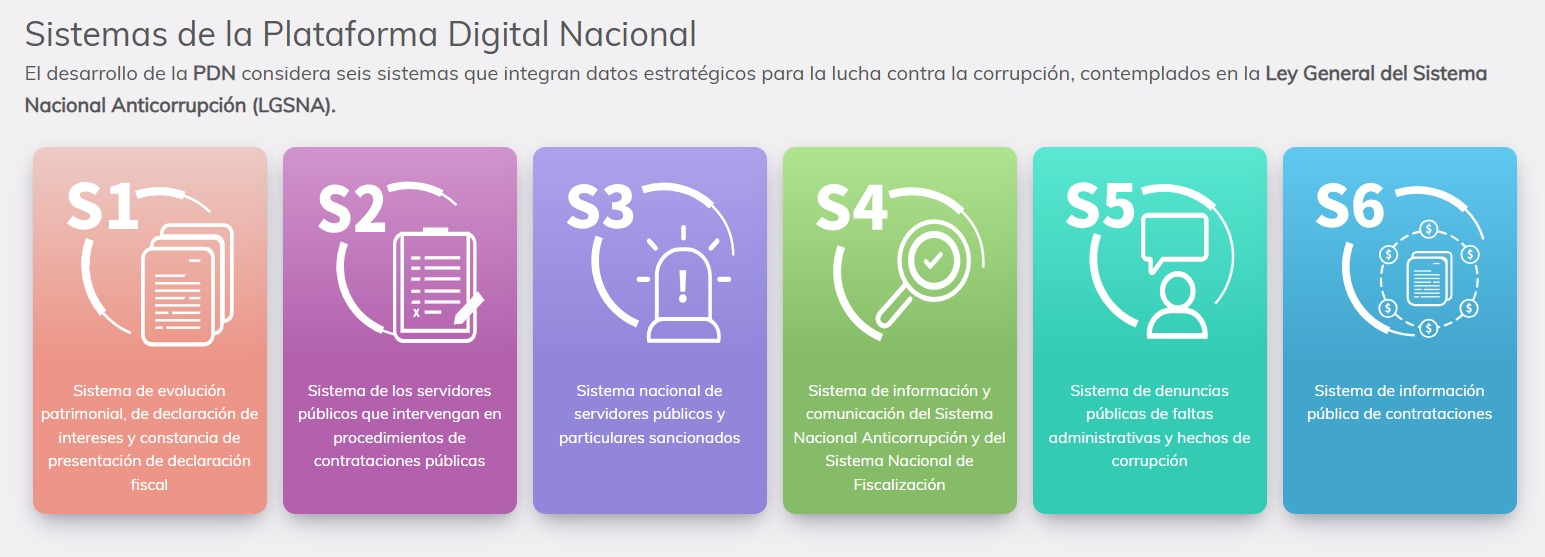 Sistemas de la Plataforma Digital Nacional
El desarrollo de la PDN considera seis sistemas que integran datos estratégicos para la lucha contra la corrupción, contemplados en la Ley General del Sistema
Nacional Anticorrupción (LGSNA).
S1
Sistema de evolución
patrimonial, de declaración de
intereses y constancia de
presentación de declaración
fiscal
S2
Sistema de los servidores
públicos que intervengan en
procedimientos de
contrataciones públicas
S3
Sistema nacional de
servidores públicos y
particulares sancionados
S4
Sistema de información y
comunicación del Sistema
Nacional Anticorrupción y del
Sistema Nacional de
Fiscalización
S5
Sistema de denuncias
públicas de faltas
administrativas y hechos de
corrupción
S6
Sistema de información
pública de contrataciones